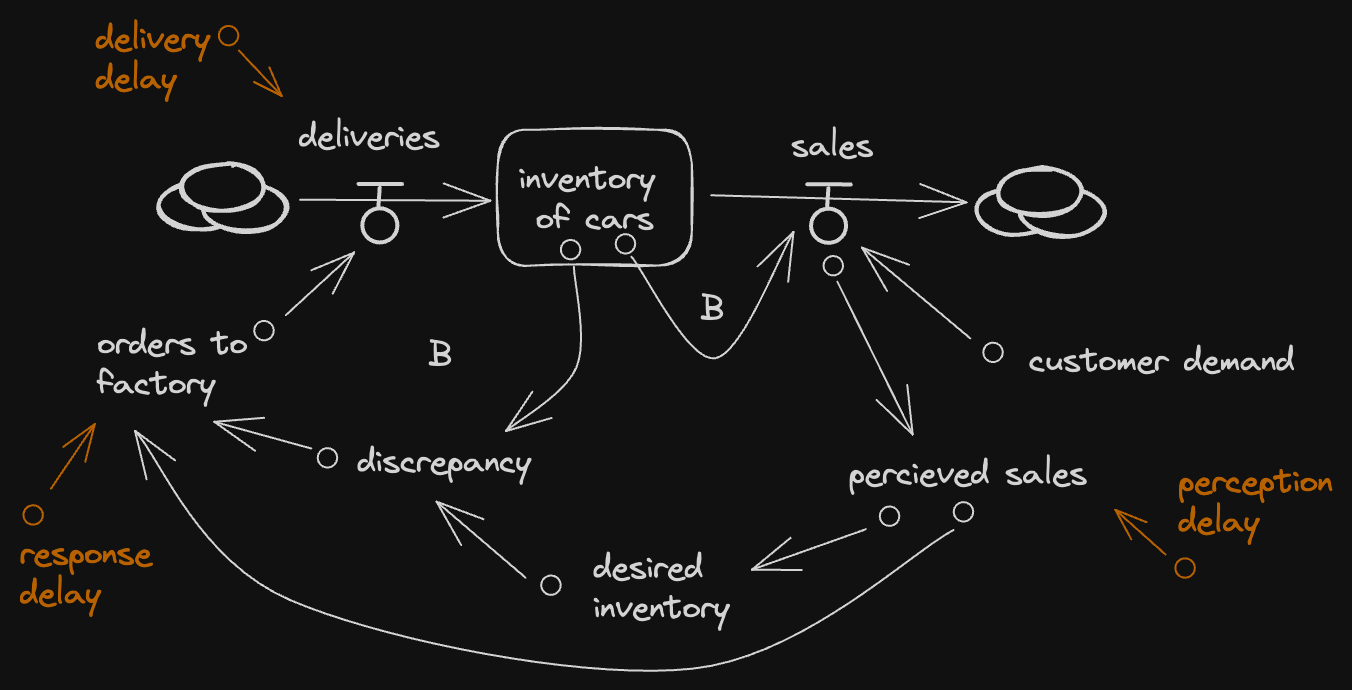 delivery
delay
deliveries
sales
inventory
of cars
B
B
orders to
factory
customer demand
discrepancy
percieved sales
perception
delay
response
delay
desired
inventory